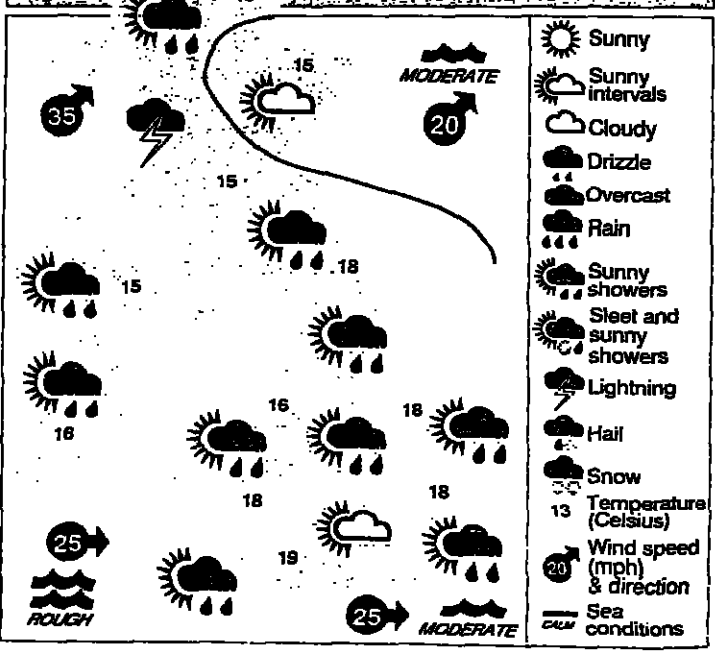 15
MODERATE
35
20
15
18
15
16
16
18
18
18
19
25
ROUGH
25
MODERATE
Sunny
Sunny
intervals
Cloudy
Drizzle
Overcast
Rain
Sunny
showers
Sleet and
sunny
showers
Lightning
Hail
Snow
13 Temperature
(Celsius)
20 Wind speed
(mph)
& direction
CALM Sea
conditions